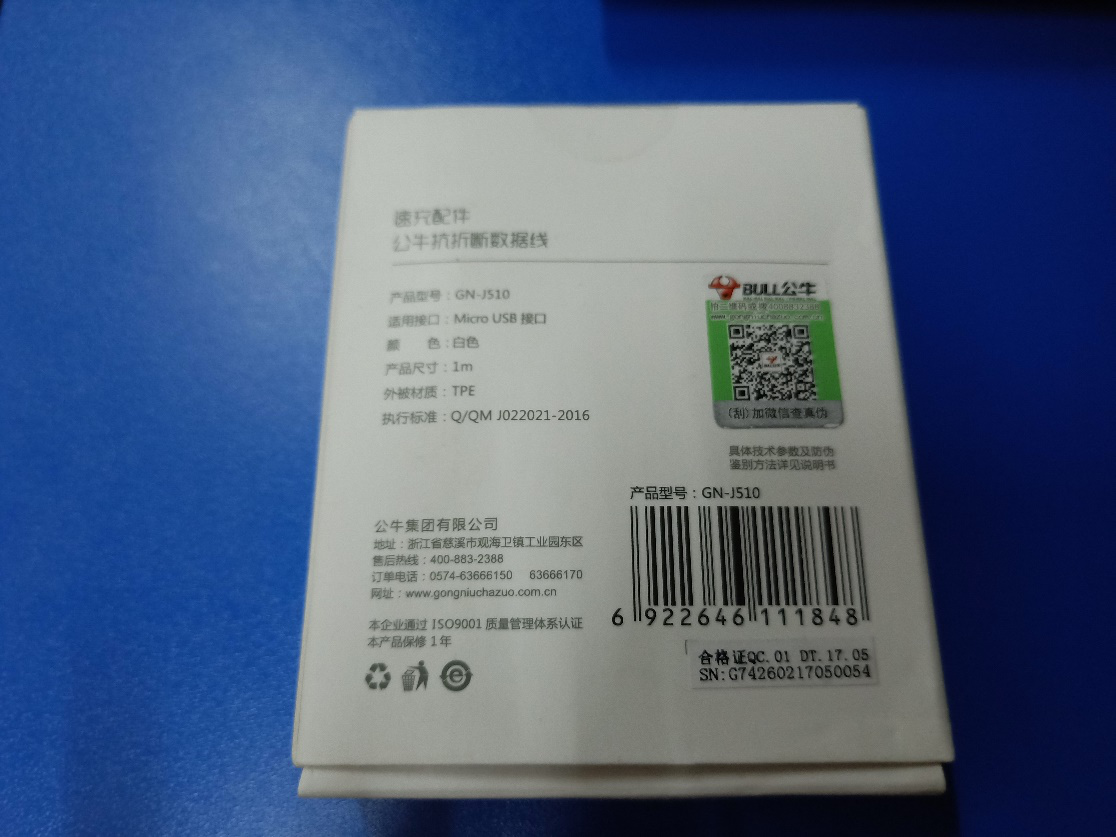 速充配件
公牛抗折断数据线
产品型号：GN-J510
适用接口：Micro USB 接口
颜 色：白色
产品尺寸：1m
外被材质：TPE
执行标准：Q/QM J022021-2016
BULL公牛
www.gongniuchazuo.com.cn
(刮)加微信查真伪
具体技术参数及防伪
鉴别方法详见说明书
产品型号：GN-J510
6 922646 111848
合格证QC.01 DT.17.05
SN:G74260217050054
公牛集团有限公司
地址：浙江省慈溪市观海卫镇工业园东区
售后热线：400-883-2388
订单电话：0574-63666150 63666170
网址：www.gongniuchazuo.com.cn
本企业通过 ISO9001 质量管理体系认证
本产品保修 1 年